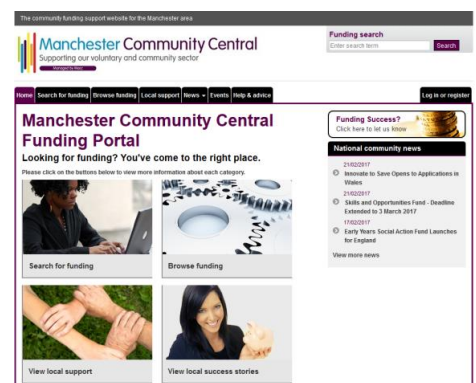 The community funding support website for the Manchester area
Manchester Community Central
Supporting our voluntary and community sector
Managed by Macc
Funding search
Enter search term
Search
Home
Search for funding
Browse funding
Local support
News
Events
Help & advice
Log in or register
Manchester Community Central
Funding Portal
Looking for funding? You've come to the right place.
Please click on the buttons below to view more information about each category.
Search for funding
Browse funding
View local support
View local success stories
Funding Success?
Click here to let us know
National community news
21/02/2017
Innovate to Save Opens to Applications in
Wales
21/02/2017
Skills and Opportunities Fund - Deadline
Extended to 3 March 2017
17/02/2017
Early Years Social Action Fund Launches
for England
View more news